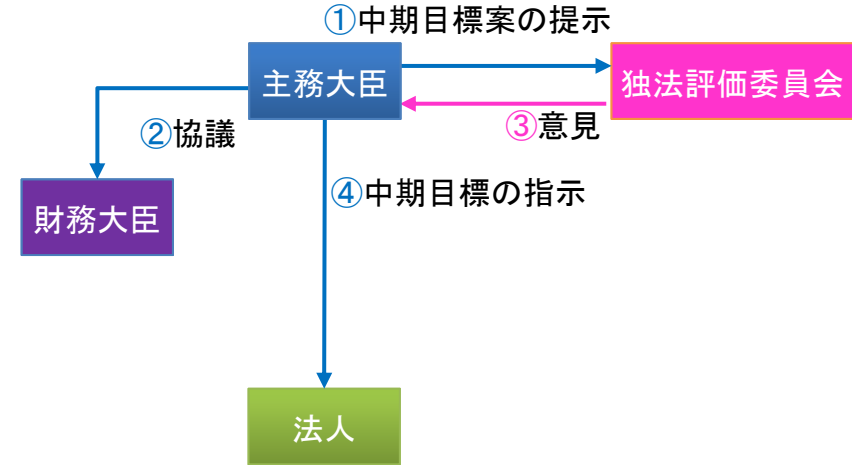 ①中期目標案の提示
主務大臣
独法評価委員会
②協議
③意見
財務大臣
④中期目標の指示
法人